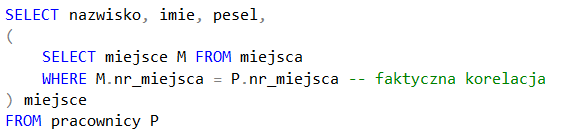 SELECT nazwisko, imie, pesel,
(
SELECT miejsce M FROM miejsca
WHERE M.nr_miejsca = P.nr_miejsca -- faktyczna korelacja
) miejsce
FROM pracownicy P